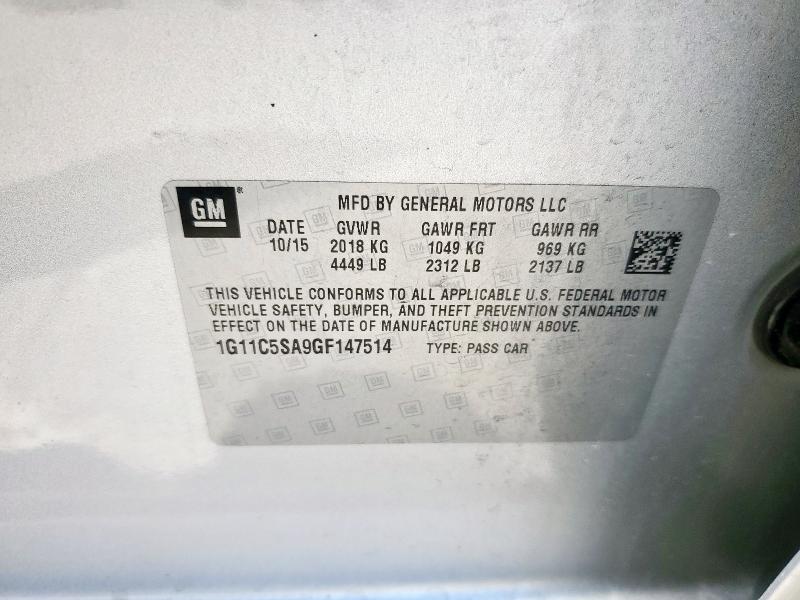 GM®
MFD BY GENERAL MOTORS LLC
DATE GVWR GAWR FRT GAWR RR
10/15 2018 KG 1049 KG 969 KG
4449 LB 2312 LB 2137 LB
THIS VEHICLE CONFORMS TO ALL APPLICABLE U.S. FEDERAL MOTOR
VEHICLE SAFETY, BUMPER, AND THEFT PREVENTION STANDARDS IN
EFFECT ON THE DATE OF MANUFACTURE SHOWN ABOVE.
1G11C5SA9GF147514 TYPE: PASS CAR